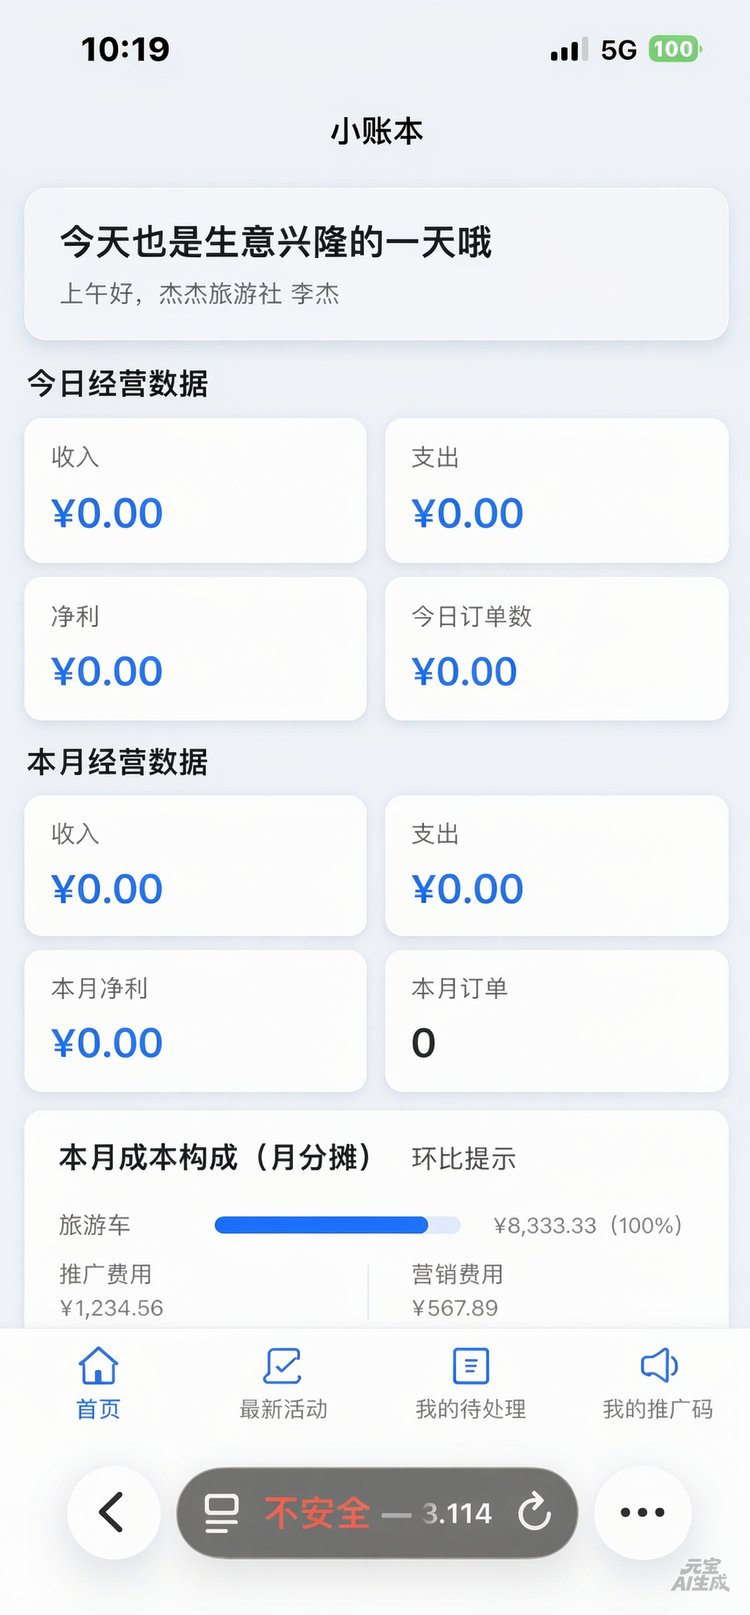 10:19 5G 100
小账本
今天也是生意兴隆的一天哦
上午好，杰杰旅游社 李杰
今日经营数据
收入 支出
¥0.00 ¥0.00
净利 今日订单数
¥0.00 ¥0.00
本月经营数据
收入 支出
¥0.00 ¥0.00
本月净利 本月订单
¥0.00 0
本月成本构成（月分摊） 环比提示
旅游车 ¥8,333.33（100%）
推广费用 营销费用
¥1,234.56 ¥567.89
首页 最新活动 我的待处理 我的推广码
不安全 — 3.114
元宝
AI生成